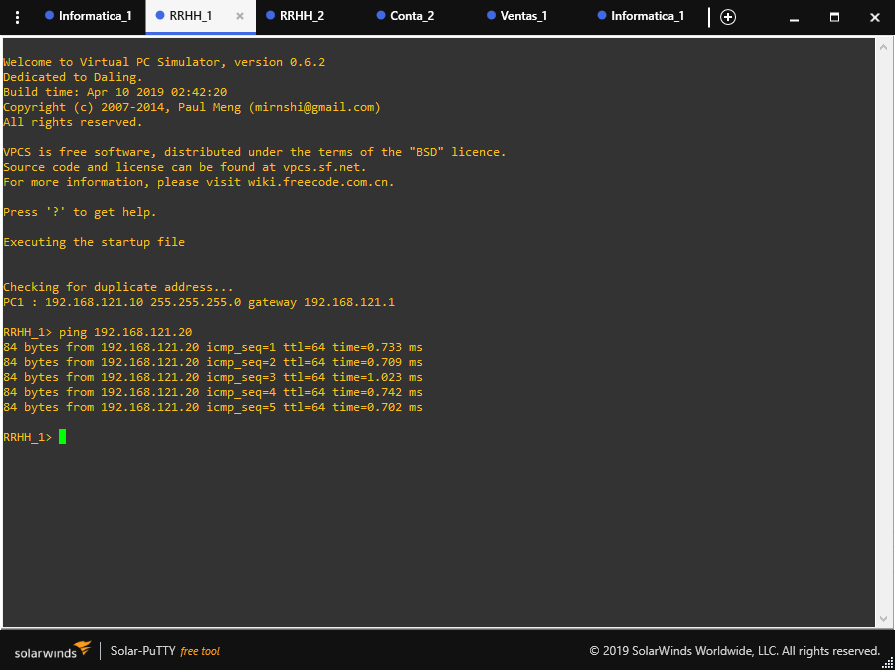 Informatica_1
RRHH_1
RRHH_2
Conta_2
Ventas_1
Informatica_1
Welcome to Virtual PC Simulator, version 0.6.2
Dedicated to Daling.
Build time: Apr 10 2019 02:42:20
Copyright (c) 2007-2014, Paul Meng (mirnshi@gmail.com)
All rights reserved.
VPCS is free software, distributed under the terms of the "BSD" licence.
Source code and license can be found at vpcs.sf.net.
For more information, please visit wiki.freecode.com.cn.
Press '?' to get help.
Executing the startup file
Checking for duplicate address...
PC1 : 192.168.121.10 255.255.255.0 gateway 192.168.121.1
RRHH_1> ping 192.168.121.20
84 bytes from 192.168.121.20 icmp_seq=1 ttl=64 time=0.733 ms
84 bytes from 192.168.121.20 icmp_seq=2 ttl=64 time=0.709 ms
84 bytes from 192.168.121.20 icmp_seq=3 ttl=64 time=1.023 ms
84 bytes from 192.168.121.20 icmp_seq=4 ttl=64 time=0.742 ms
84 bytes from 192.168.121.20 icmp_seq=5 ttl=64 time=0.702 ms
RRHH_1>
solarwinds
Solar-PuTTY free tool
© 2019 SolarWinds Worldwide, LLC. All rights reserved.